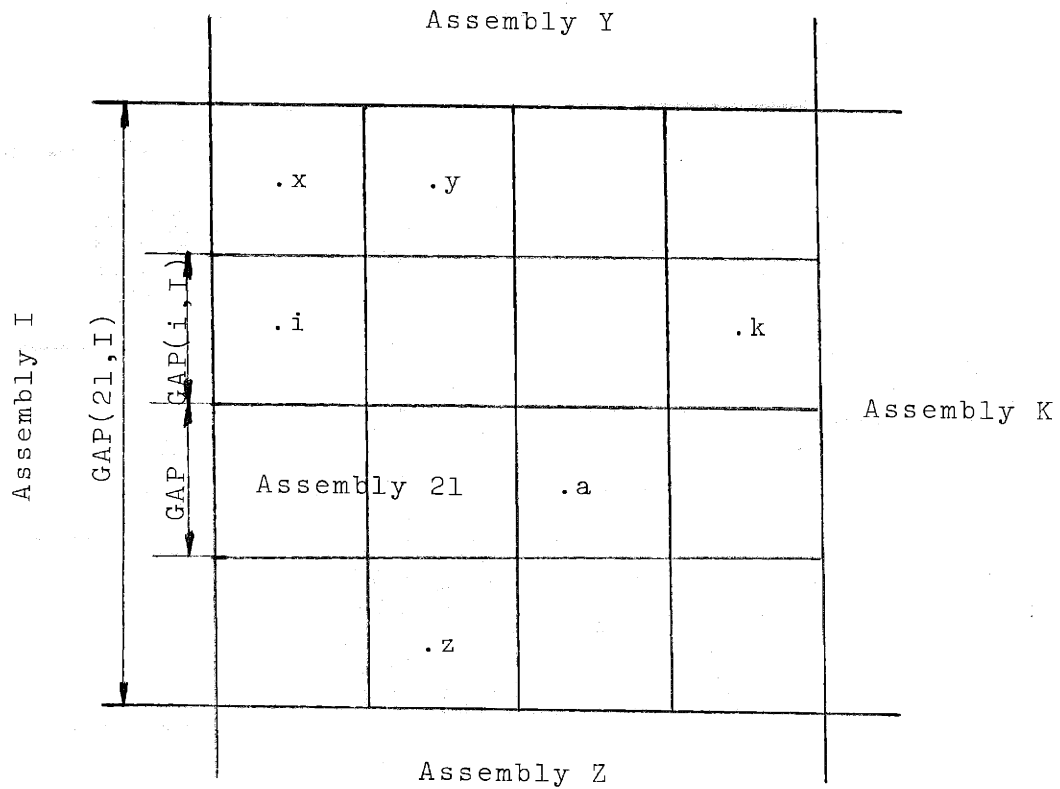 Assembly Y
.x
.y
Assembly I
GAP(21,I)
GAP(i,I)
.i
.k
Assembly K
GAP
Assembly 21
.a
.z
Assembly Z